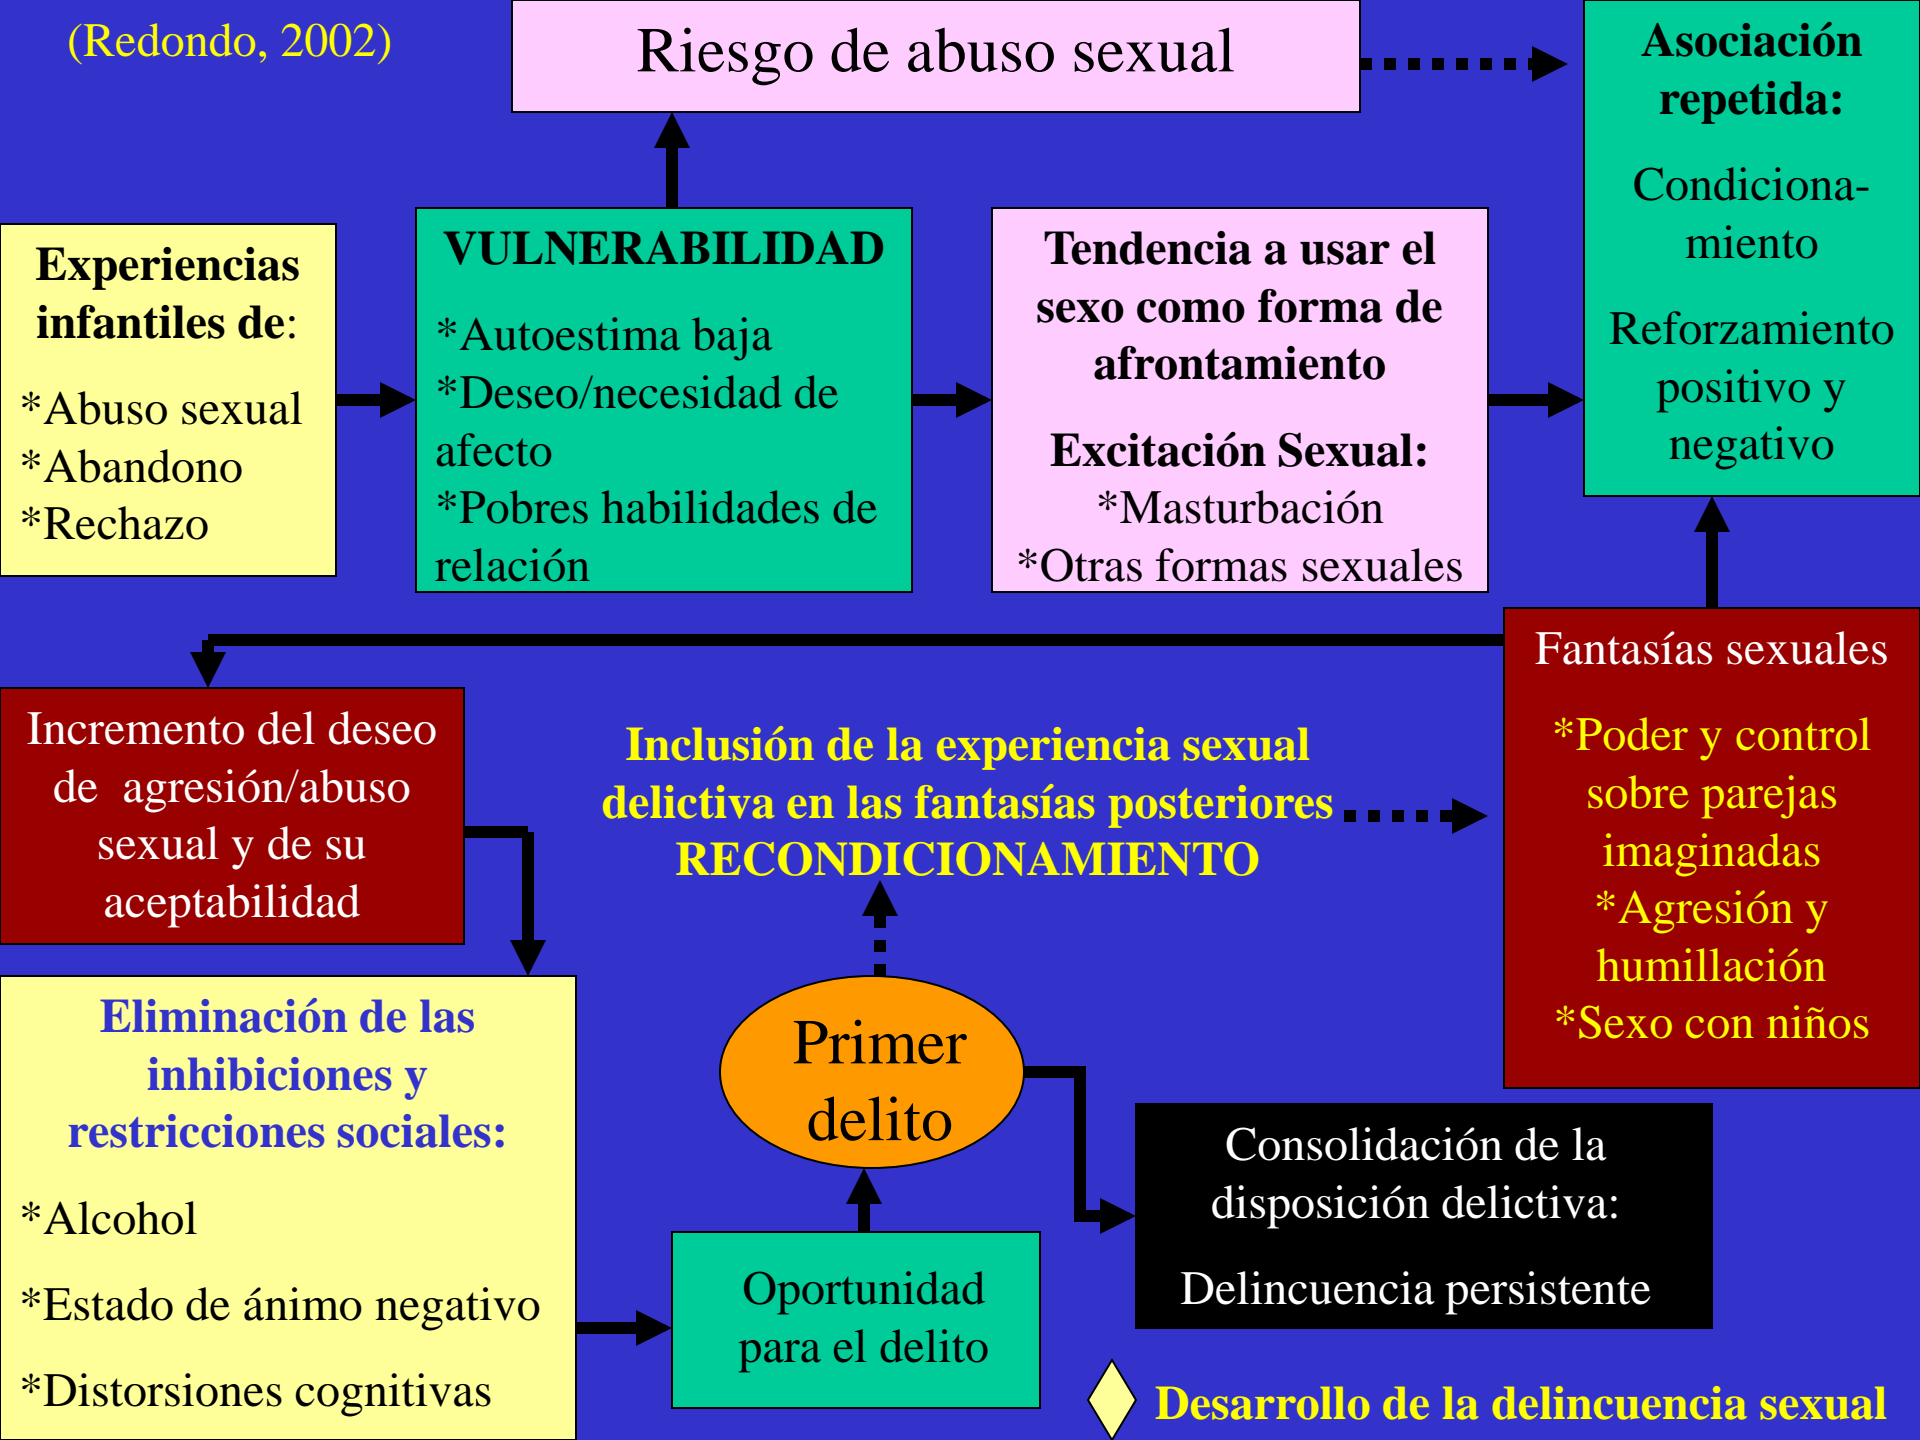 (Redondo, 2002)
Riesgo de abuso sexual
Asociación
repetida:
Condiciona-
miento
Reforzamiento
positivo y
negativo
Experiencias
infantiles de:
*Abuso sexual
*Abandono
*Rechazo
VULNERABILIDAD
*Autoestima baja
*Deseo/necesidad de
afecto
*Pobres habilidades de
relación
Tendencia a usar el
sexo como forma de
afrontamiento
Excitación Sexual:
*Masturbación
*Otras formas sexuales
Fantasías sexuales
*Poder y control
sobre parejas
imaginadas
*Agresión y
humillación
*Sexo con niños
Incremento del deseo
de agresión/abuso
sexual y de su
aceptabilidad
Inclusión de la experiencia sexual
delictiva en las fantasías posteriores
RECONDICIONAMIENTO
Eliminación de las
inhibiciones y
restricciones sociales:
*Alcohol
*Estado de ánimo negativo
*Distorsiones cognitivas
Primer
delito
Oportunidad
para el delito
Consolidación de la
disposición delictiva:
Delincuencia persistente
Desarrollo de la delincuencia sexual